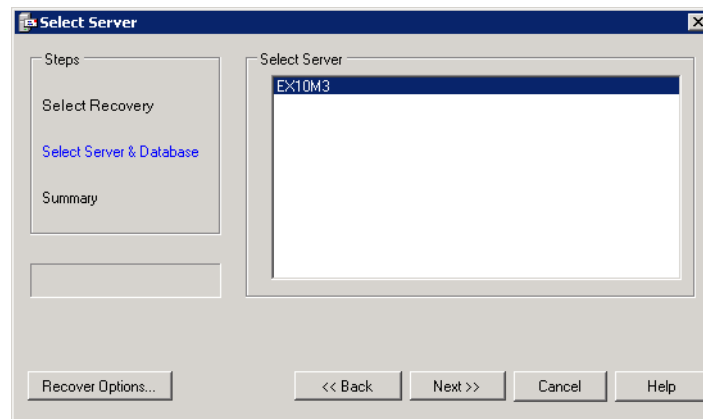 Select Server
Steps
Select Recovery
Select Server & Database
Summary
Select Server
EX10M3
Recover Options...
<< Back
Next >>
Cancel
Help